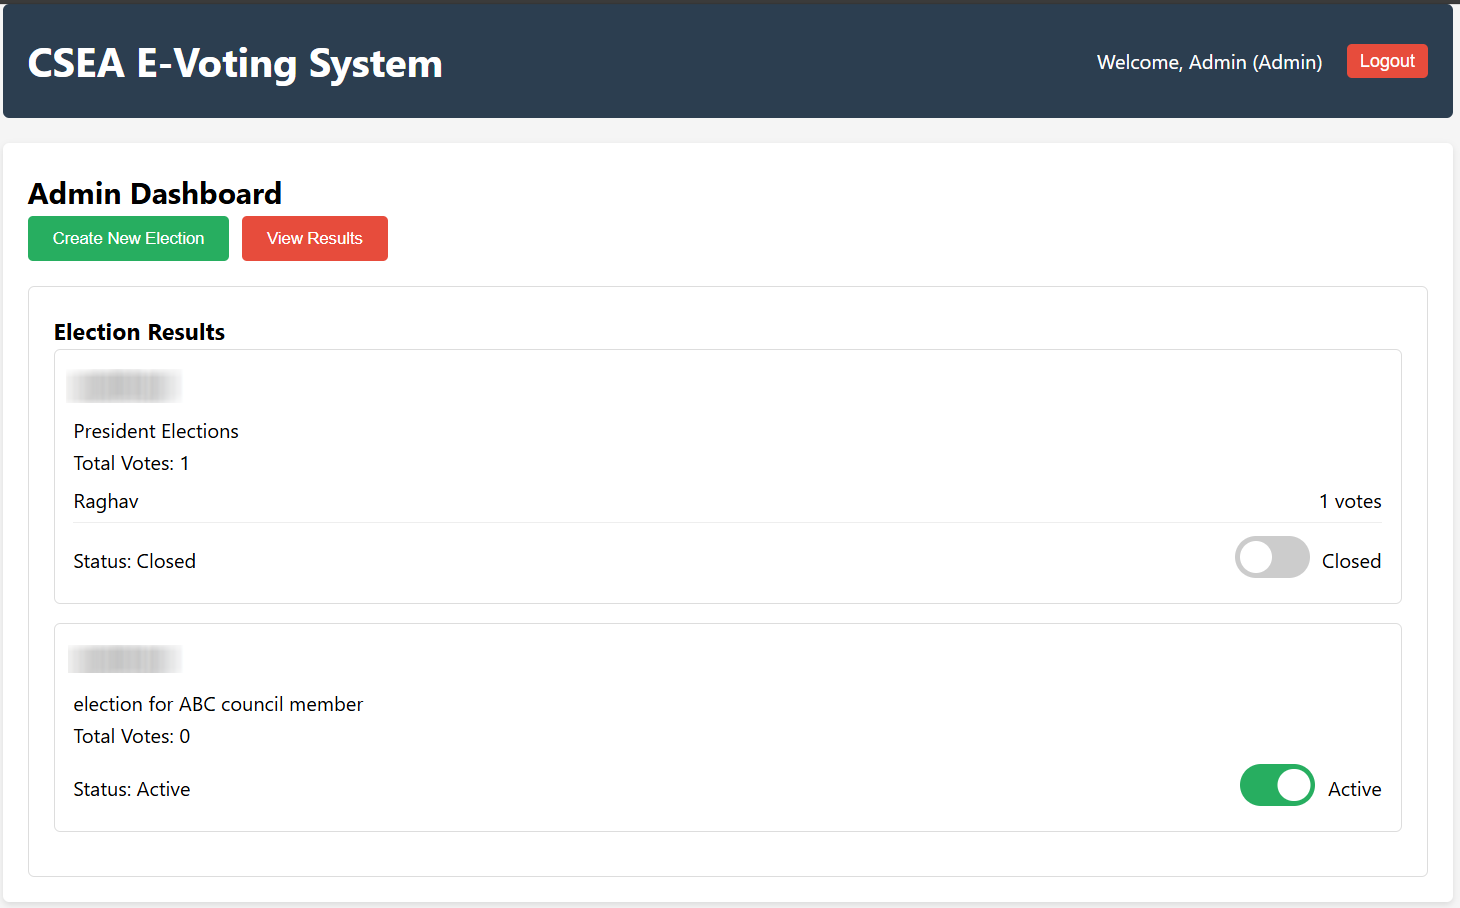 CSEA E-Voting System
Welcome, Admin (Admin)
Logout
Admin Dashboard
Create New Election
View Results
Election Results
President Elections
Total Votes: 1
Raghav
1 votes
Status: Closed
Closed
election for ABC council member
Total Votes: 0
Status: Active
Active